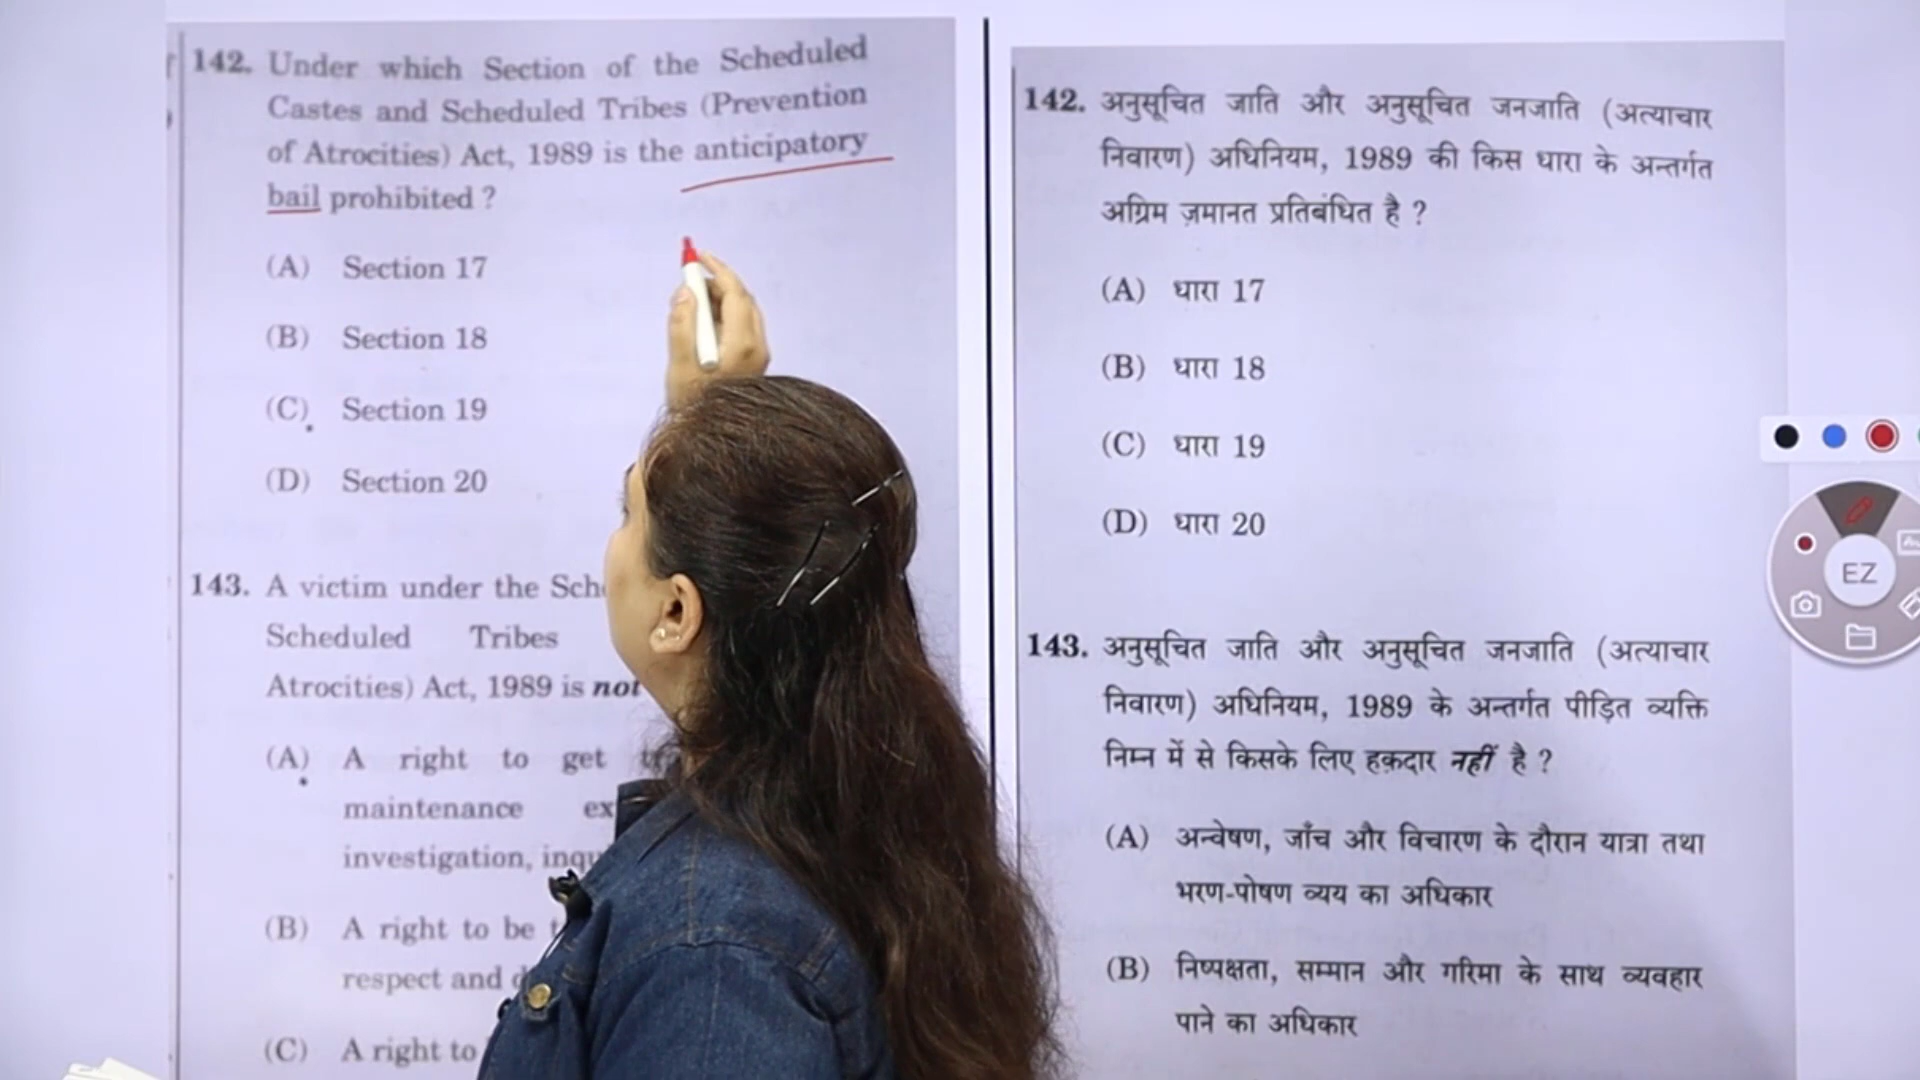 142. Under which Section of the Scheduled
Castes and Scheduled Tribes (Prevention
of Atrocities) Act, 1989 is the anticipatory
bail prohibited ?
(A) Section 17
(B) Section 18
(C) Section 19
(D) Section 20
143. A victim under the
Scheduled Tribes
Atrocities) Act, 1989 is not
(A) A right to get
maintenance
investigation,
(B) A right to be
respect and
(C) A right to
142. अनुसूचित जाति और अनुसूचित जनजाति (अत्याचार
निवारण) अधिनियम, 1989 की किस धारा के अन्तर्गत
अग्रिम ज़मानत प्रतिबंधित है ?
(A) धारा 17
(B) धारा 18
(C) धारा 19
(D) धारा 20
143. अनुसूचित जाति और अनुसूचित जनजाति (अत्याचार
निवारण) अधिनियम, 1989 के अन्तर्गत पीड़ित व्यक्ति
निम्न में से किसके लिए हक़दार नहीं है ?
(A) अन्वेषण, जाँच और विचारण के दौरान यात्रा तथा
भरण-पोषण व्यय का अधिकार
(B) निष्पक्षता, सम्मान और गरिमा के साथ व्यवहार
पाने का अधिकार
EZ